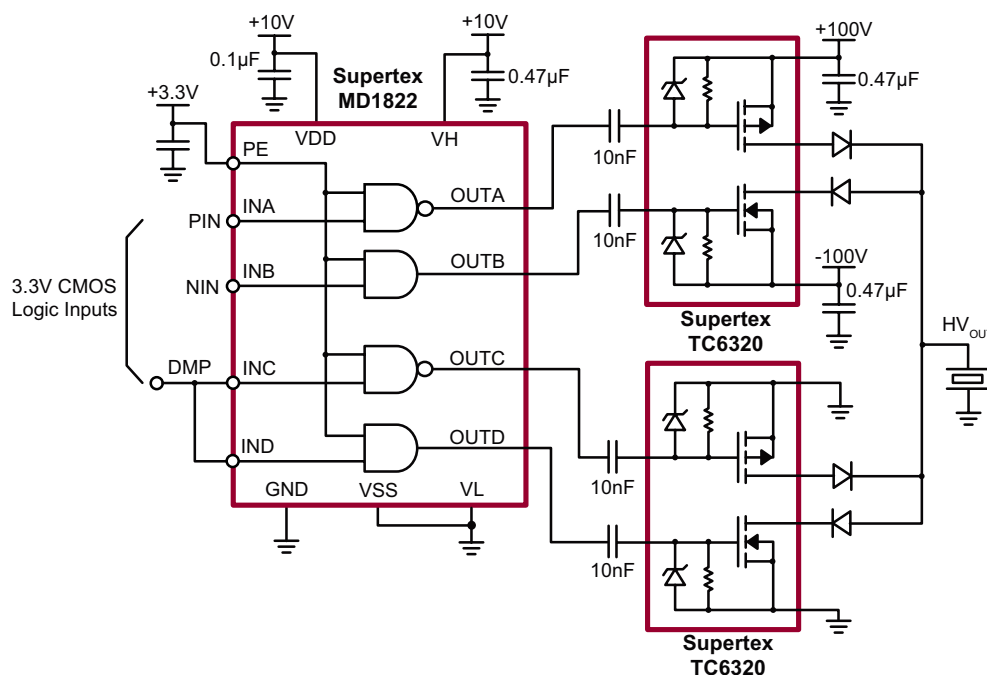 +10V
+10V
+100V
0.1µF
Supertex
MD1822
0.47µF
0.47µF
+3.3V
VDD
VH
PE
10nF
INA
OUTA
PIN
10nF
INB
OUTB
NIN
-100V
3.3V CMOS
Logic Inputs
0.47µF
Supertex
TC6320
HVOUT
DMP
INC
OUTC
IND
OUTD
10nF
GND
VSS
VL
10nF
Supertex
TC6320